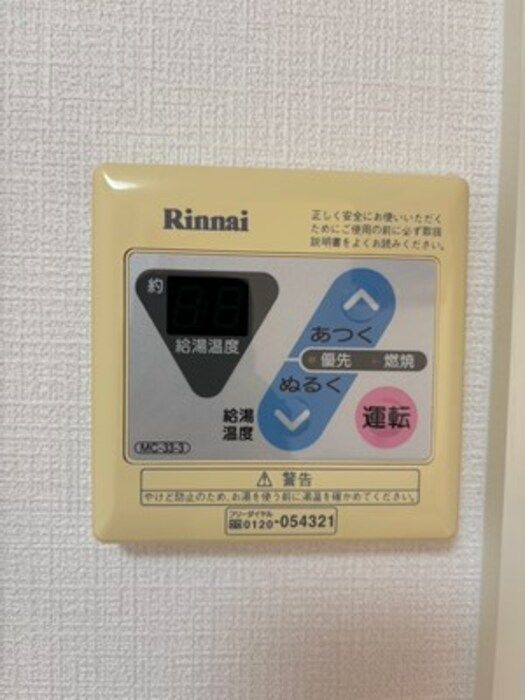 Rinnai
正しく安全にお使いいただく
ためにご使用の前に必ず取扱
説明書をよくお読みください。
約
給湯温度
あつく
優先 燃焼
ぬるく
給湯
温度
運転
MC-33-3
警告
やけど防止のため、お湯を使う前に湯温を確かめてください。
フリーダイヤル
0120-054321